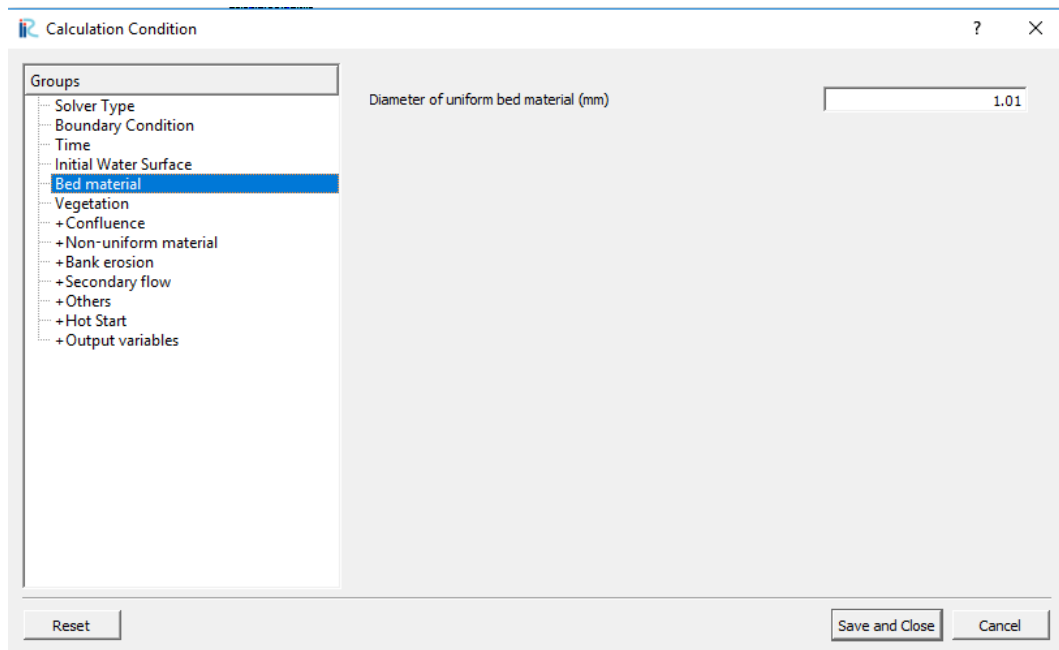 Calculation Condition
?
Groups
Solver Type
Boundary Condition
Time
Initial Water Surface
Bed material
Vegetation
+Confluence
+Non-uniform material
+Bank erosion
+Secondary flow
+Others
+Hot Start
+Output variables
Diameter of uniform bed material (mm)
1.01
Reset
Save and Close
Cancel